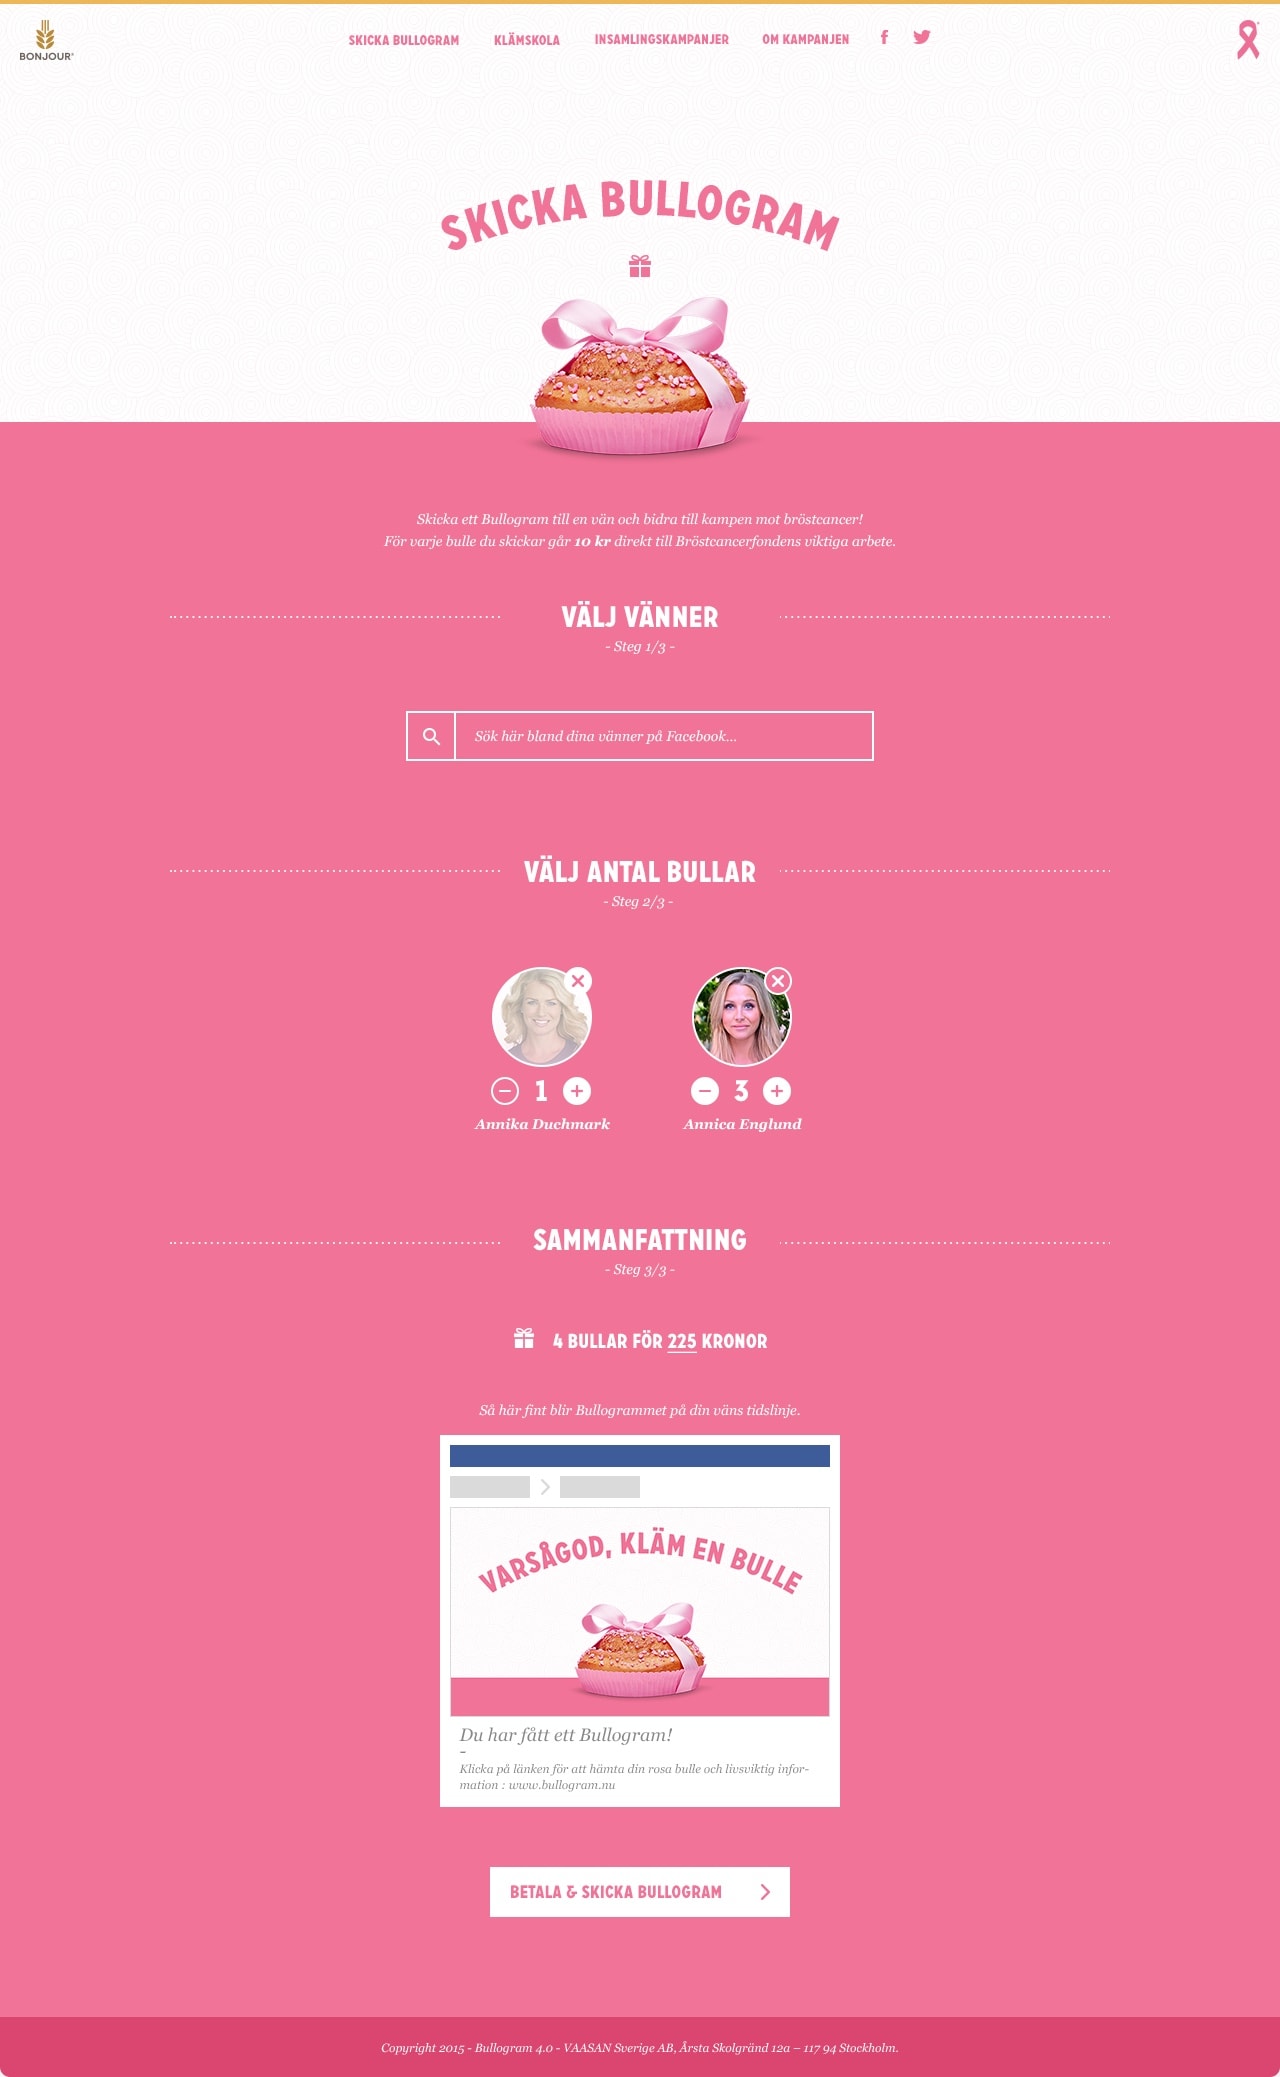 BONJOUR
SKICKA BULLOGRAM
KLÄMSKOLA
INSAMLINGSKAMPANJER
OM KAMPANJEN
SKICKA BULLOGRAM
Skicka ett Bullogram till en vän och bidra till kampen mot bröstcancer!
För varje bulle du skickar går 10 kr direkt till Bröstcancerfondens viktiga arbete.
VÄLJ VÄNNER
- Steg 1/3 -
Sök här bland dina vänner på Facebook...
VÄLJ ANTAL BULLAR
- Steg 2/3 -
1
3
Annika Duchmark
Annica Englund
SAMMANFATTNING
- Steg 3/3 -
4 BULLAR FÖR 225 KRONOR
Så här fint blir Bullogrammet på din väns tidslinje.
VARSÅGOD, KLÄM EN BULLE
Du har fått ett Bullogram!
-
Klicka på länken för att hämta din rosa bulle och livsviktig infor-
mation : www.bullogram.nu
BETALA & SKICKA BULLOGRAM
Copyright 2015 - Bullogram 4.0 - VAASAN Sverige AB, Årsta Skolgränd 12a – 117 94 Stockholm.